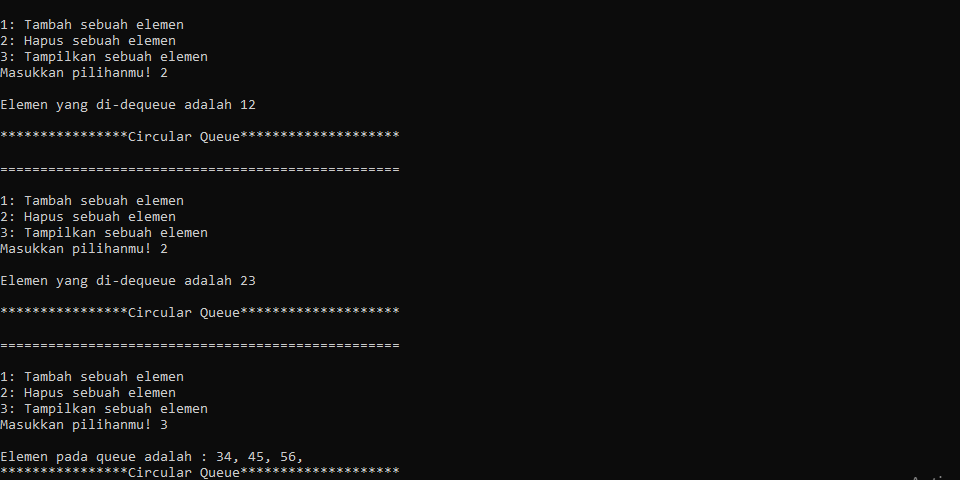 1: Tambah sebuah elemen
2: Hapus sebuah elemen
3: Tampilkan sebuah elemen
Masukkan pilihanmu! 2
Elemen yang di-dequeue adalah 12
****************Circular Queue********************
==================================================
1: Tambah sebuah elemen
2: Hapus sebuah elemen
3: Tampilkan sebuah elemen
Masukkan pilihanmu! 2
Elemen yang di-dequeue adalah 23
****************Circular Queue********************
==================================================
1: Tambah sebuah elemen
2: Hapus sebuah elemen
3: Tampilkan sebuah elemen
Masukkan pilihanmu! 3
Elemen pada queue adalah : 34, 45, 56,
****************Circular Queue********************